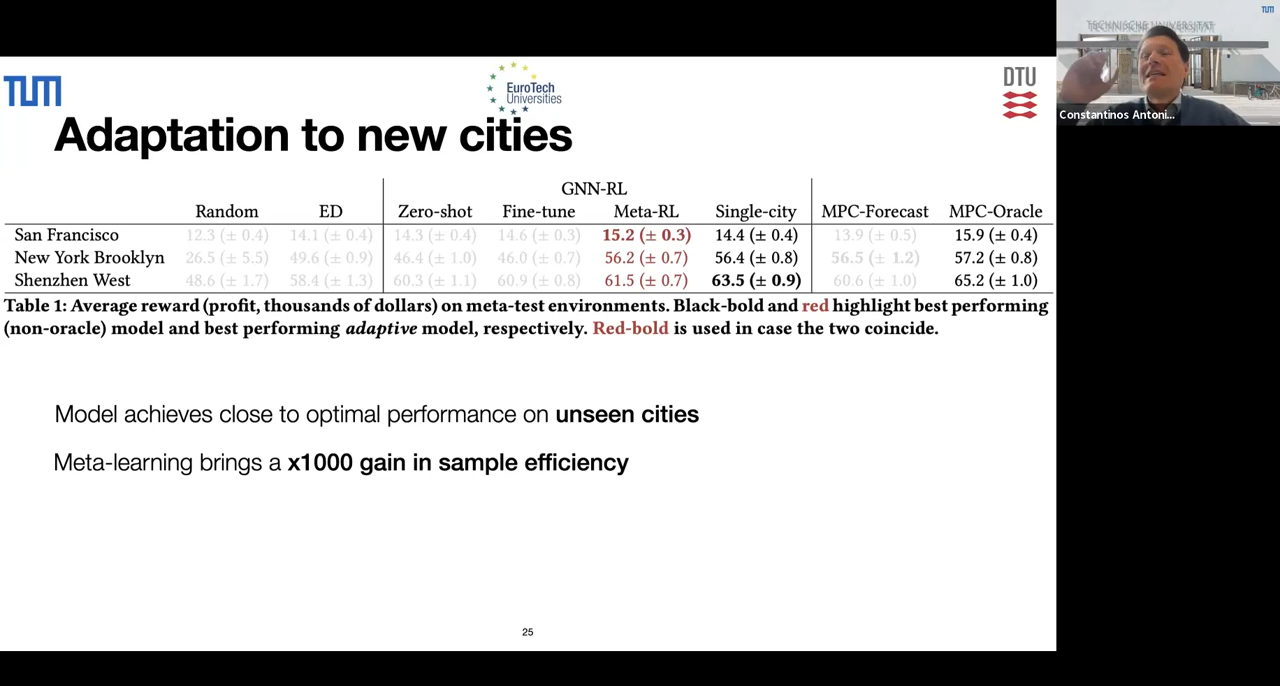 TUM
TECHNISCHE UNIVERSITÄT
Constantinos Antoni...
TUM
EuroTech
Universities
DTU
Adaptation to new cities
GNN-RL
Random ED Zero-shot Fine-tune Meta-RL Single-city MPC-Forecast MPC-Oracle
San Francisco 12.3 (± 0.4) 14.1 (± 0.4) 14.3 (± 0.4) 14.6 (± 0.3) 15.2 (± 0.3) 14.4 (± 0.4) 13.9 (± 0.5) 15.9 (± 0.4)
New York Brooklyn 26.5 (± 5.5) 49.6 (± 0.9) 46.4 (± 1.0) 46.0 (± 0.7) 56.2 (± 0.7) 56.4 (± 0.8) 56.5 (± 1.2) 57.2 (± 0.8)
Shenzhen West 48.6 (± 1.7) 58.4 (± 1.3) 60.3 (± 1.1) 60.9 (± 0.8) 61.5 (± 0.7) 63.5 (± 0.9) 60.6 (± 1.0) 65.2 (± 1.0)
Table 1: Average reward (profit, thousands of dollars) on meta-test environments. Black-bold and red highlight best performing
(non-oracle) model and best performing adaptive model, respectively. Red-bold is used in case the two coincide.
Model achieves close to optimal performance on unseen cities
Meta-learning brings a x1000 gain in sample efficiency
25